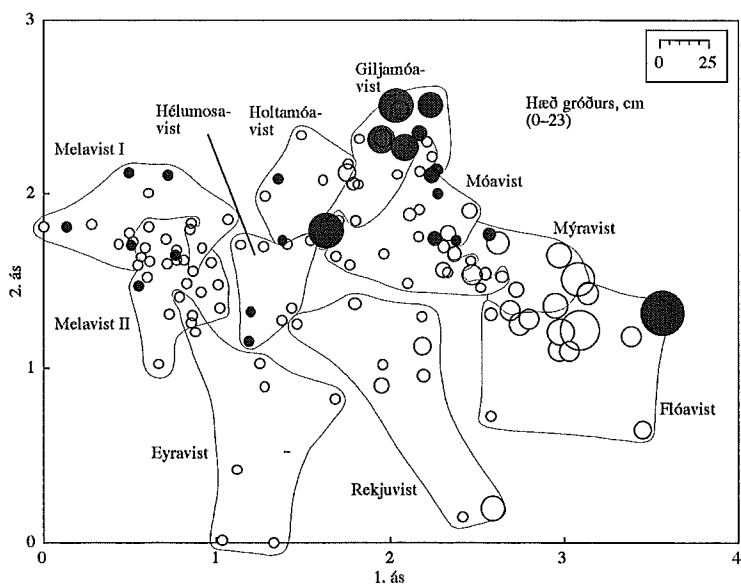 3
Giljamóa-
vist
0 25
Hæð gróðurs, cm
(0–23)
Hélumosa-
vist
Holtamóa-
vist
Melavist I
2
Móavist
Mýravist
2. ás
Melavist II
1
Flóavist
Eyravist
Rekjuvist
0
0 1 2 3 4
1. ás